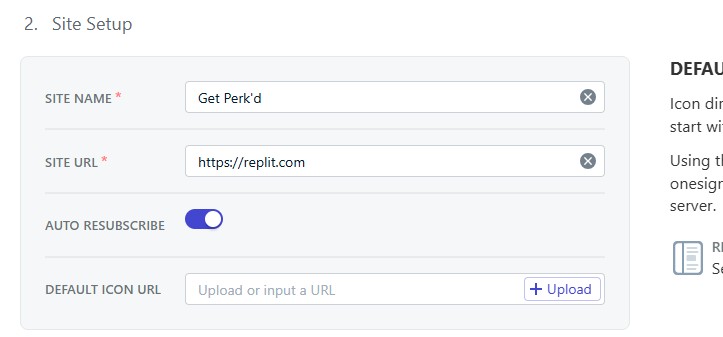 2. Site Setup
SITE NAME *
Get Perk'd
SITE URL *
https://replit.com
AUTO RESUBSCRIBE
DEFAULT ICON URL
Upload or input a URL
+ Upload
DEFAU
Icon dir
start wi
Using th
onesign
server.
RE
Se